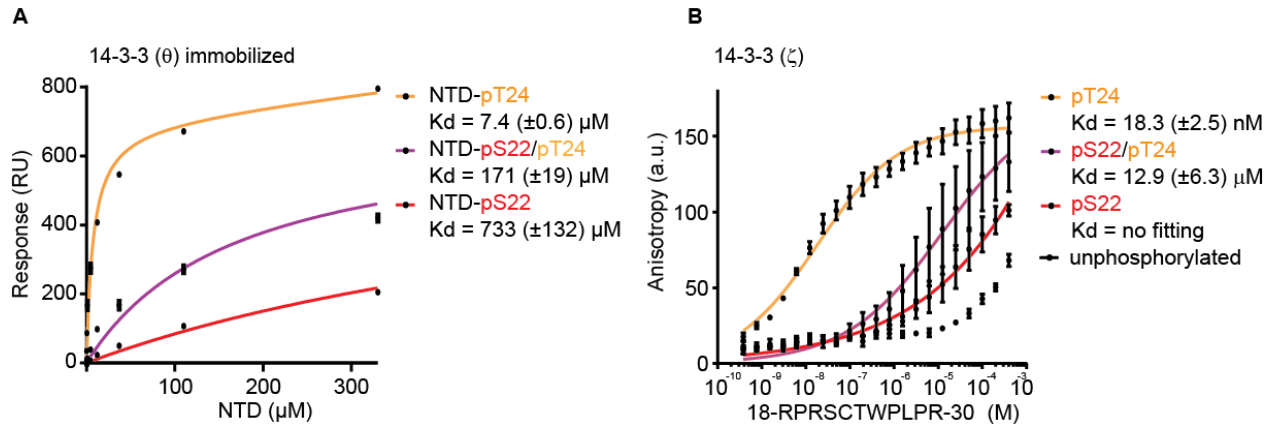 A
14-3-3 (θ) immobilized
Response (RU)
800
600
400
200
0
100
200
300
NTD (µM)
NTD-pT24
Kd = 7.4 (±0.6) µM
NTD-pS22/pT24
Kd = 171 (±19) µM
NTD-pS22
Kd = 733 (±132) µM
B
14-3-3 (ζ)
Anisotropy (a.u.)
150
100
50
0
10⁻¹⁰ 10⁻⁹ 10⁻⁸ 10⁻⁷ 10⁻⁶ 10⁻⁵ 10⁻⁴ 10⁻³
18-RPRSCTWPLPR-30 (M)
pT24
Kd = 18.3 (±2.5) nM
pS22/pT24
Kd = 12.9 (±6.3) µM
pS22
Kd = no fitting
unphosphorylated